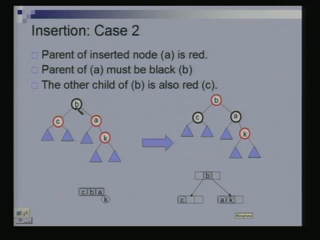 Insertion: Case 2
Parent of inserted node (a) is red.
Parent of (a) must be black (b)
The other child of (b) is also red (c).
b
b
c
a
c
a
k
k
b
c b a
k
c
a k